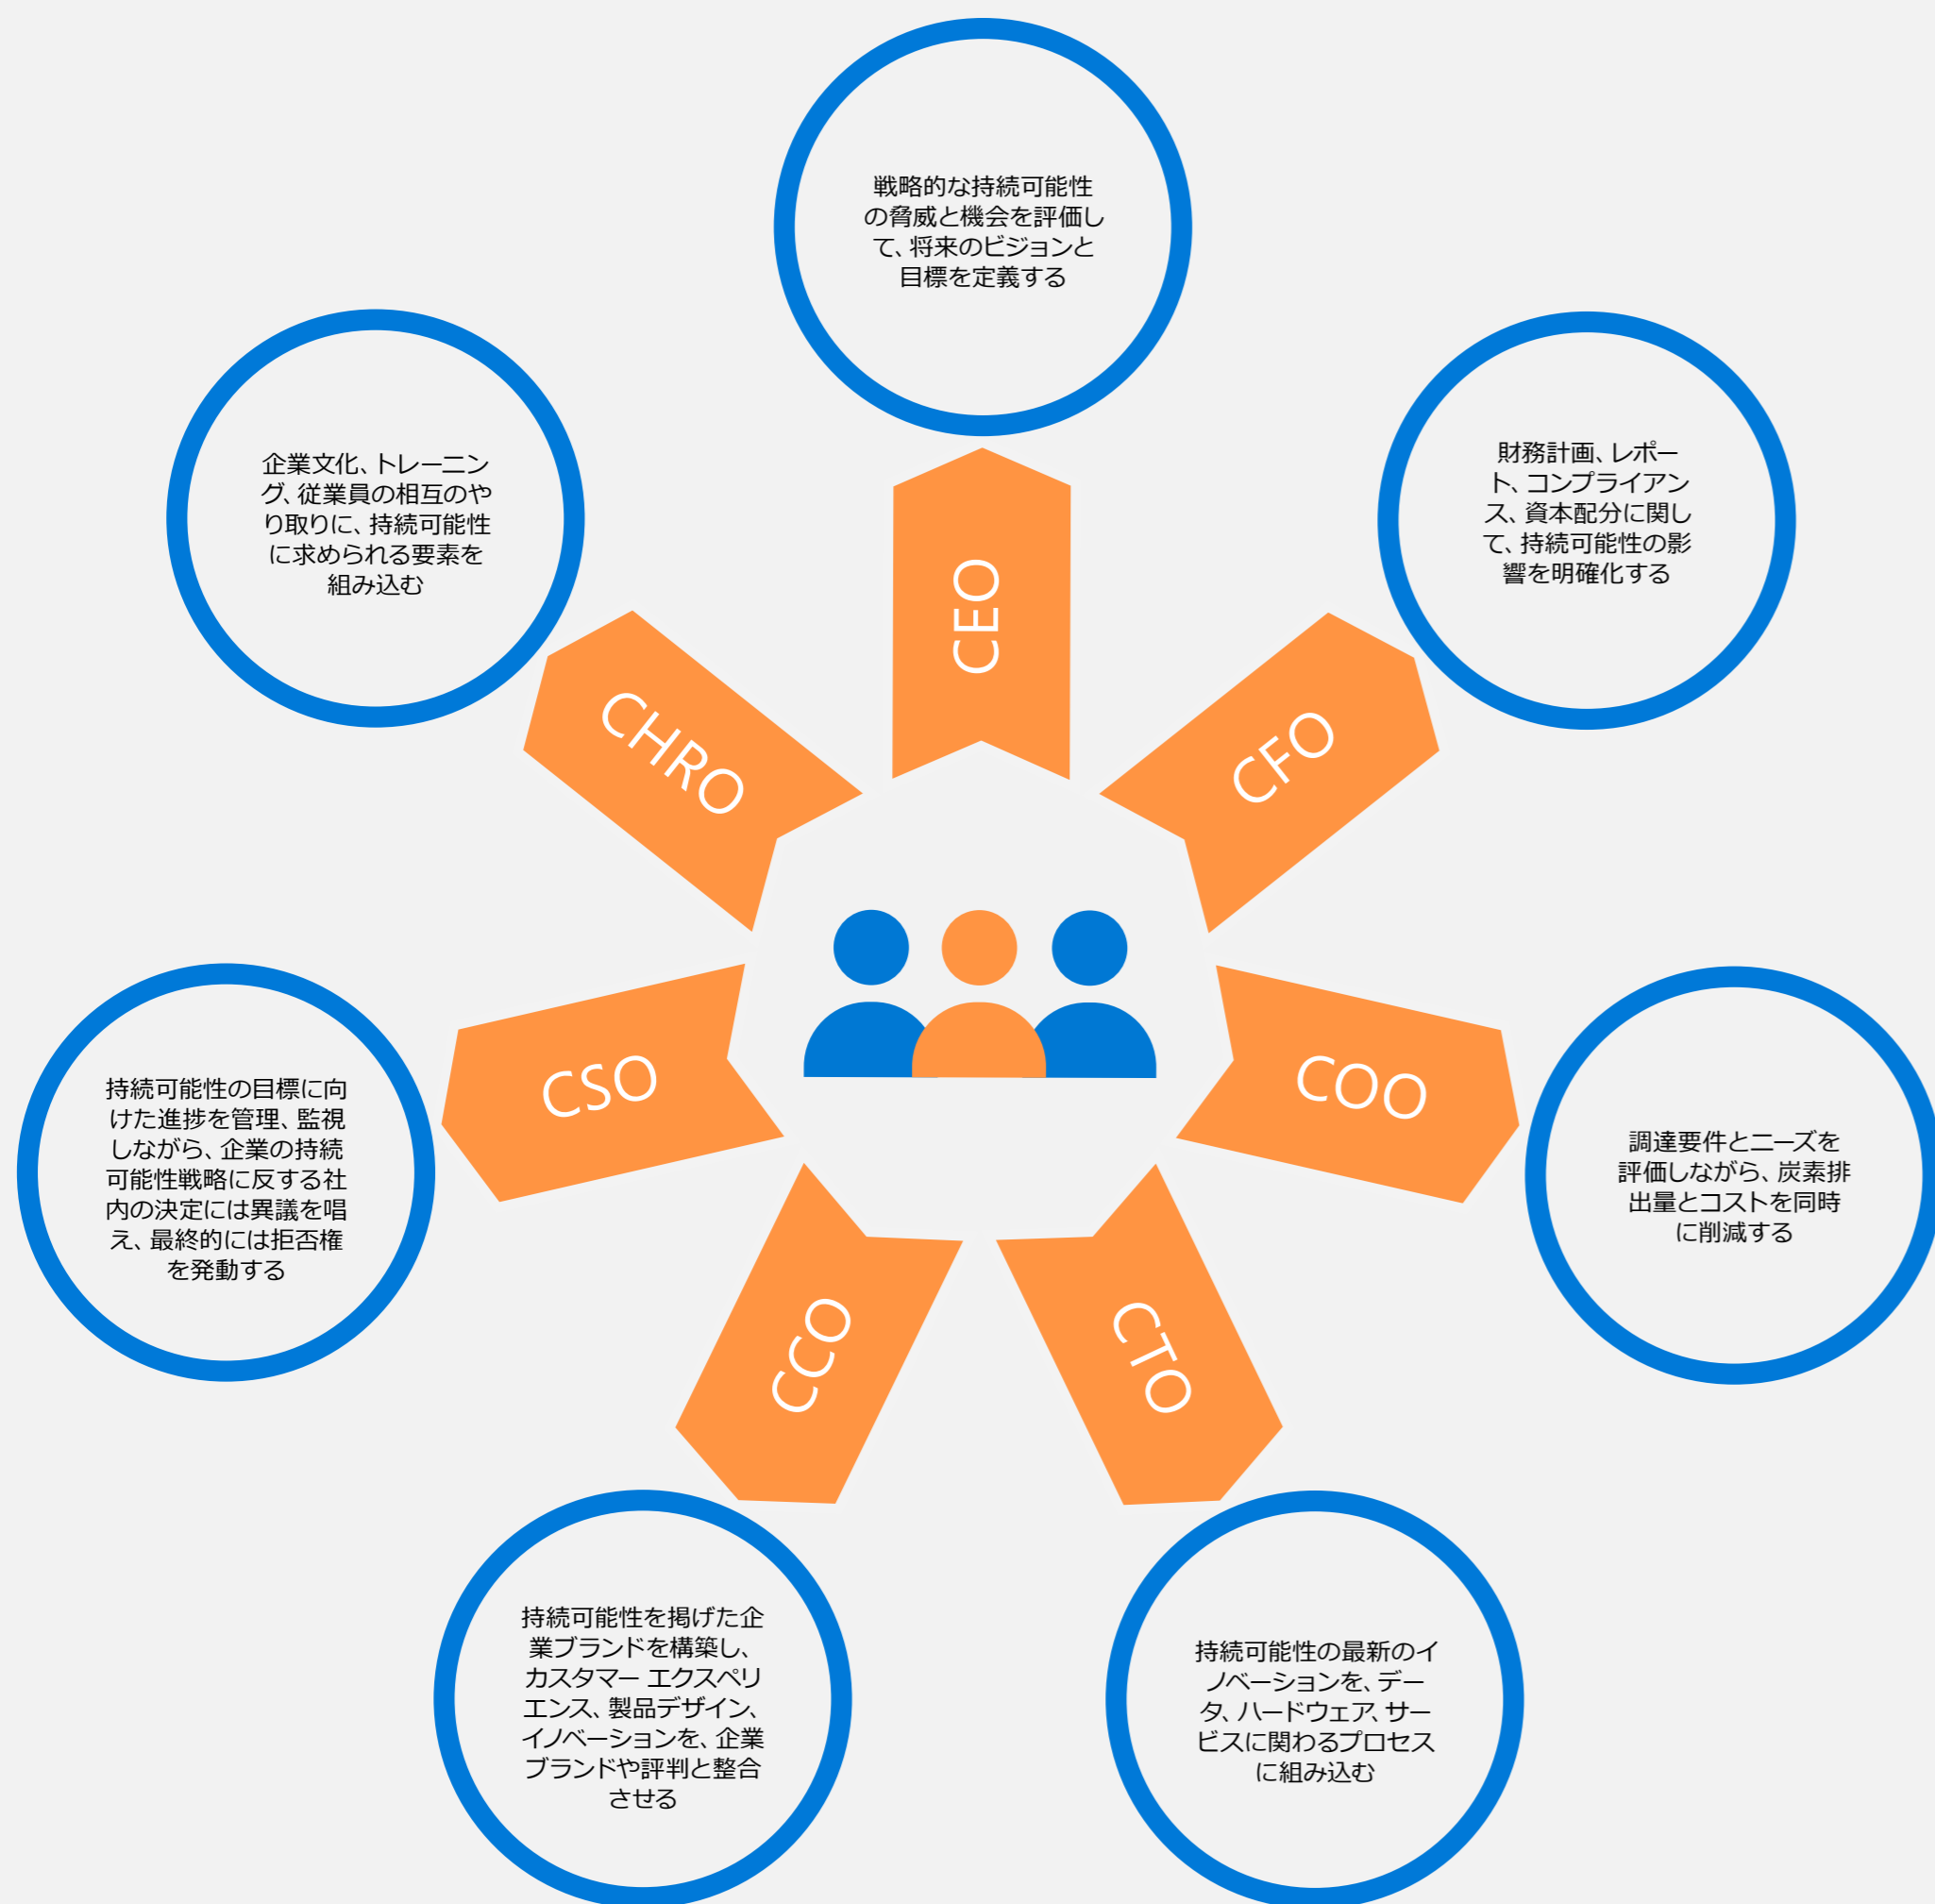 戦略的な持続可能性
の脅威と機会を評価し
て、将来のビジョンと
目標を定義する
CEO
財務計画、レポー
ト、コンプライアン
ス、資本配分に関し
て、持続可能性の影
響を明確化する
CFO
調達要件とニーズを
評価しながら、炭素排
出量とコストを同時
に削減する
COO
持続可能性の最新のイ
ノベーションを、デー
タ、ハードウェア、サー
ビスに関わるプロセス
に組み込む
CTO
持続可能性を掲げた企
業ブランドを構築し、
カスタマー エクスペリ
エンス、製品デザイン、
イノベーションを、企業
ブランドや評判と整合
させる
CCO
持続可能性の目標に向
けた進捗を管理、監視
しながら、企業の持続
可能性戦略に反する社
内の決定には異議を唱
え、最終的には拒否権
を発動する
CSO
企業文化、トレーニン
グ、従業員の相互のや
り取りに、持続可能性
に求められる要素を
組み込む
CHRO